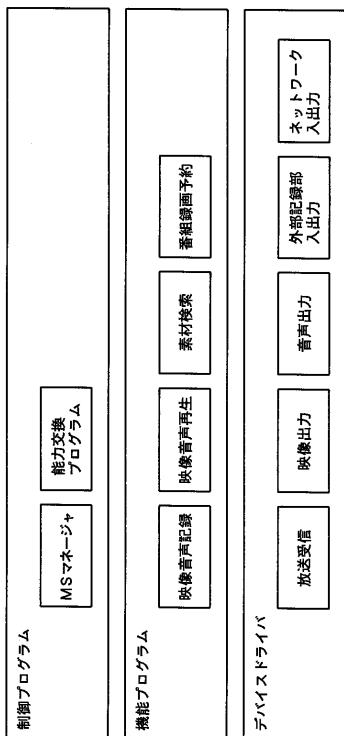 制御プログラム
MSマネージャ
能力交換
プログラム
機能プログラム
映像音声記録
映像音声再生
素材検索
番組録画予約
デバイスドライバ
放送受信
映像出力
音声出力
外部記録部
入出力
ネットワーク
入出力